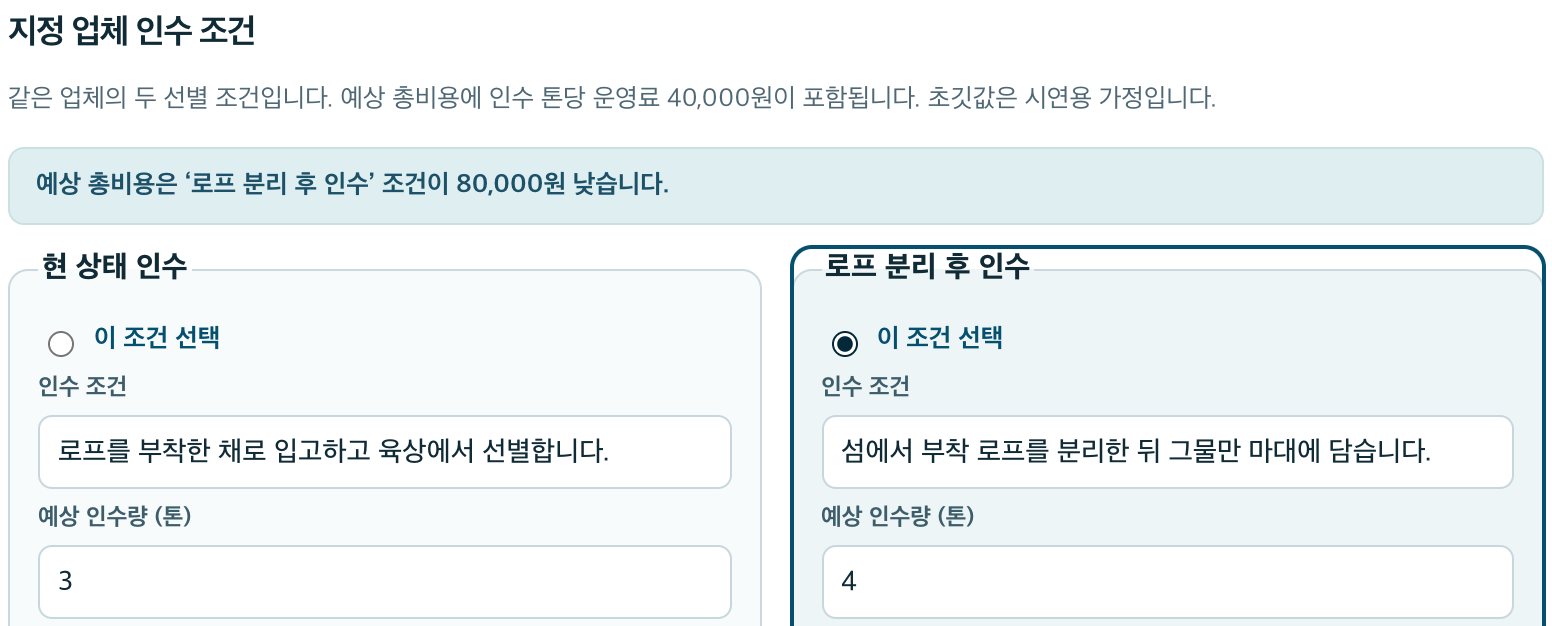 지정 업체 인수 조건
같은 업체의 두 선별 조건입니다. 예상 총비용에 인수 톤당 운영료 40,000원이 포함됩니다. 초깃값은 시연용 가정입니다.
예상 총비용은 ‘로프 분리 후 인수’ 조건이 80,000원 낮습니다.
현 상태 인수
이 조건 선택
인수 조건
로프를 부착한 채로 입고하고 육상에서 선별합니다.
예상 인수량 (톤)
3
로프 분리 후 인수
이 조건 선택
인수 조건
섬에서 부착 로프를 분리한 뒤 그물만 마대에 담습니다.
예상 인수량 (톤)
4